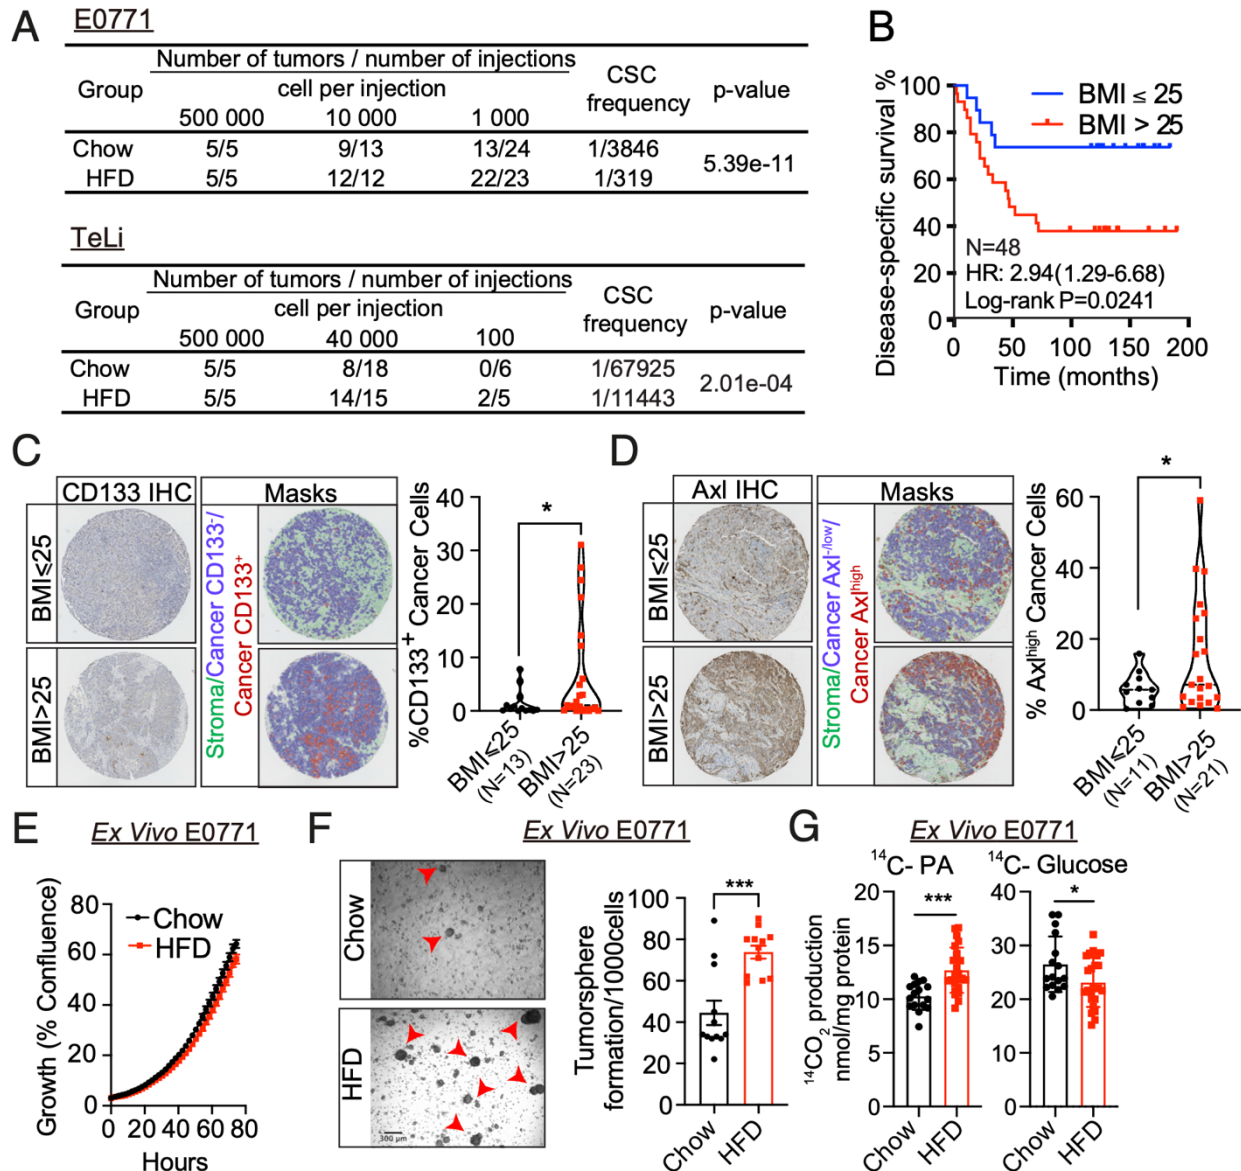 A
E0771
Number of tumors / number of injections
Group
cell per injection
CSC frequency
p-value
500 000 10 000 1 000
Chow 5/5 9/13 13/24 1/3846
5.39e-11
HFD 5/5 12/12 22/23 1/319
TeLi
Number of tumors / number of injections
Group
cell per injection
CSC frequency
p-value
500 000 40 000 100
Chow 5/5 8/18 0/6 1/67925
2.01e-04
HFD 5/5 14/15 2/5 1/11443
B
Disease-specific survival %
100
80
60
40
20
0
BMI ≤ 25
BMI > 25
N=48
HR: 2.94(1.29-6.68)
Log-rank P=0.0241
0 50 100 150 200
Time (months)
C
CD133 IHC
Masks
BMI≤25
BMI>25
Stroma/Cancer CD133-/
Cancer CD133+
%CD133+ Cancer Cells
40
30
20
10
0
*
BMI≤25
(N=13)
BMI>25
(N=23)
D
Axl IHC
Masks
BMI≤25
BMI>25
Stroma/Cancer Axl-/low/
Cancer Axlhigh
% Axlhigh Cancer Cells
60
40
20
0
*
BMI≤25
(N=11)
BMI>25
(N=21)
E
Ex Vivo E0771
Growth (% Confluence)
80
60
40
20
0
Chow
HFD
0 20 40 60 80
Hours
F
Ex Vivo E0771
Chow
HFD
300 μm
Tumorsphere
formation/1000cells
100
80
60
40
20
0
***
Chow
HFD
G
Ex Vivo E0771
14C- PA
14C- Glucose
14CO2 production
nmol/mg protein
20
15
10
5
0
***
Chow
HFD
40
30
20
10
0
*
Chow
HFD